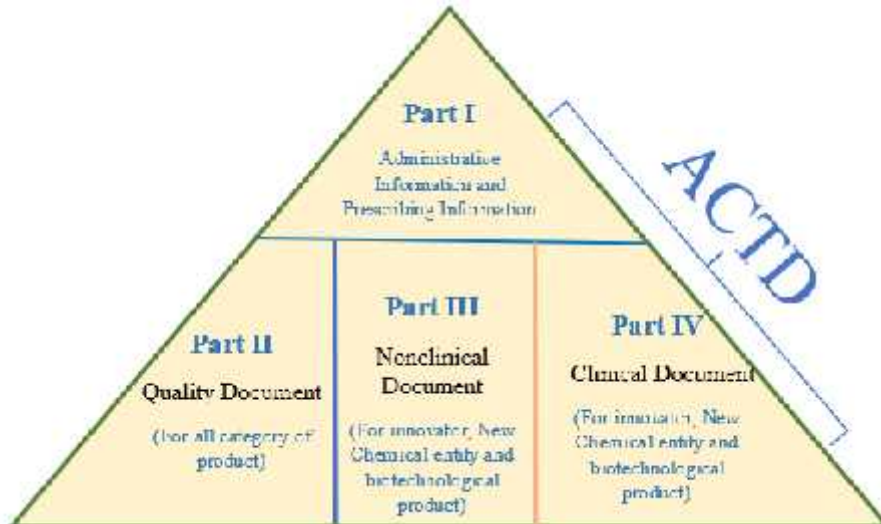 Part I
Administrative
Information and
Prescribing Information
ACTD
Part II
Quality Document
(For all category of
product)
Part III
Nonclinical
Document
(For innovator, New
Chemical entity and
biotechnological
product)
Part IV
Clinical Document
(For innovator, New
Chemical entity and
biotechnological
product)